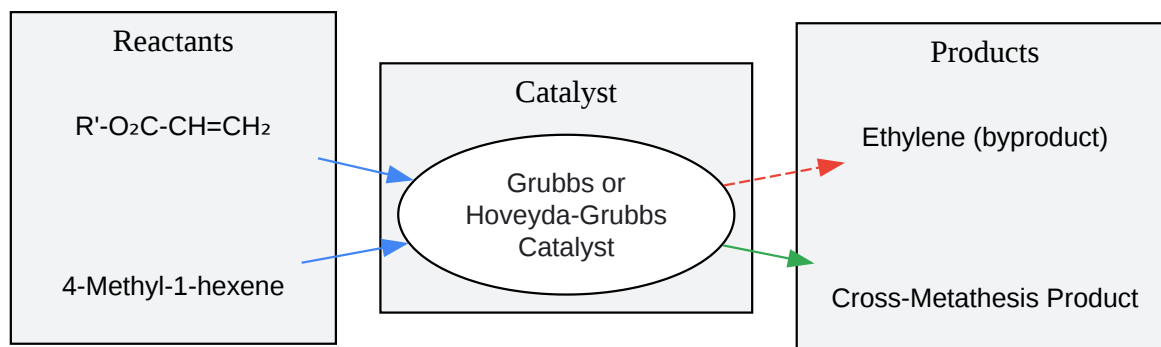 Reactants
R'-O₂C-CH=CH₂
4-Methyl-1-hexene
Catalyst
Grubbs or
Hoveyda-Grubbs
Catalyst
Products
Ethylene (byproduct)
Cross-Metathesis Product